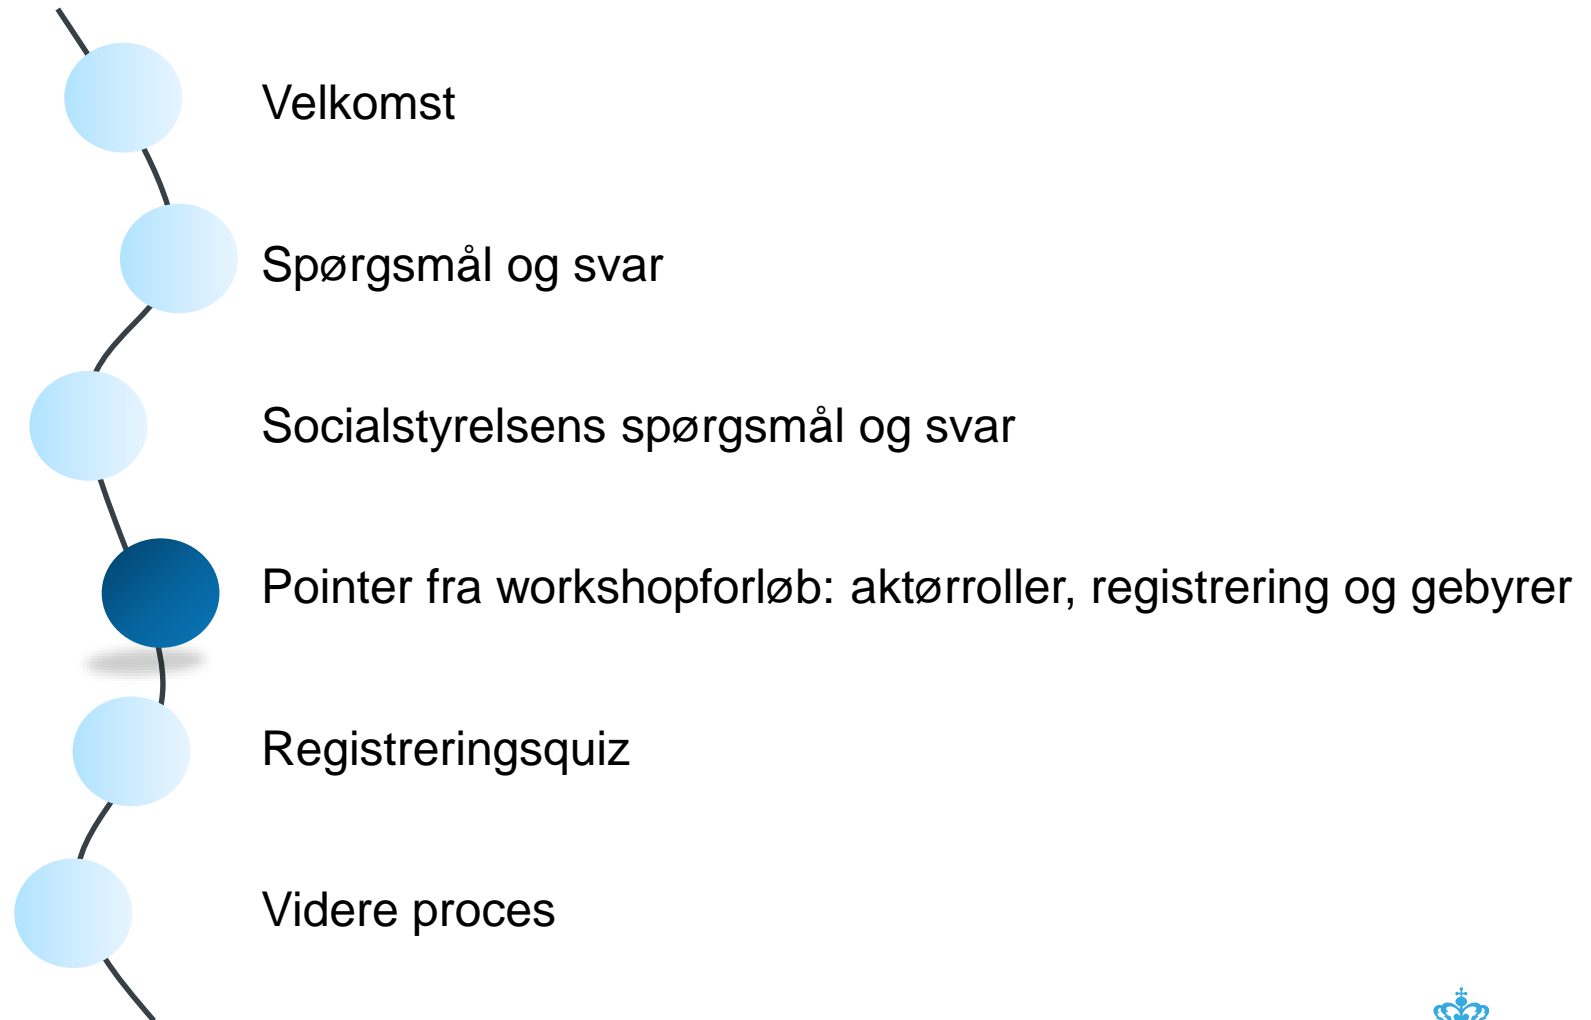 Velkomst
Spørgsmål og svar
Socialstyrelsens spørgsmål og svar
Pointer fra workshopforløb: aktørroller, registrering og gebyrer
Registreringsquiz
Videre proces